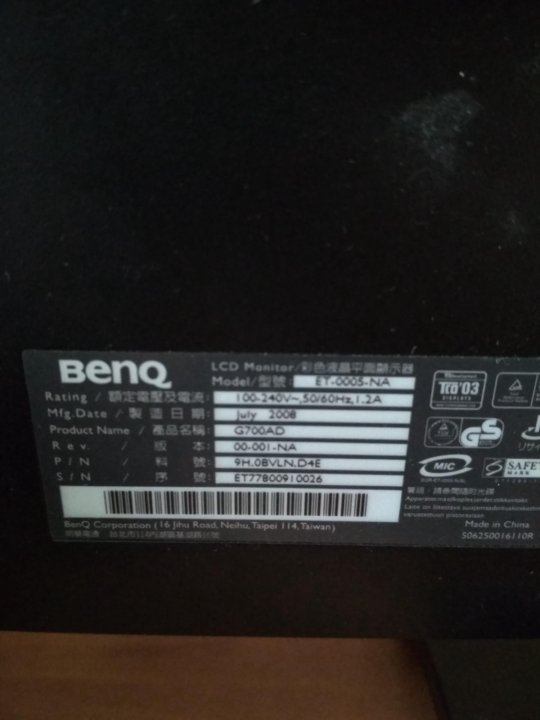 BenQ
LCD Monitor/彩色液晶平面顯示器
Model/型號: ET-0005-NA
Rating / 額定電壓及電流: 100-240V~,50/60Hz,1.2A
Mfg.Date / 製 造 日 期: July 2008
Product Name / 產品名稱: G700AD
Rev. / 版 本: 00-001-NA
P/N / 料 號: 9H.0BVLN.D4E
S/N / 序 號: ET77800910026
BenQ Corporation (16 Jihu Road, Neihu, Taipei 114, Taiwan)
TCO'03
DISPLAYS
GS
MIC
SAFETY
Made in China
S06250016110R